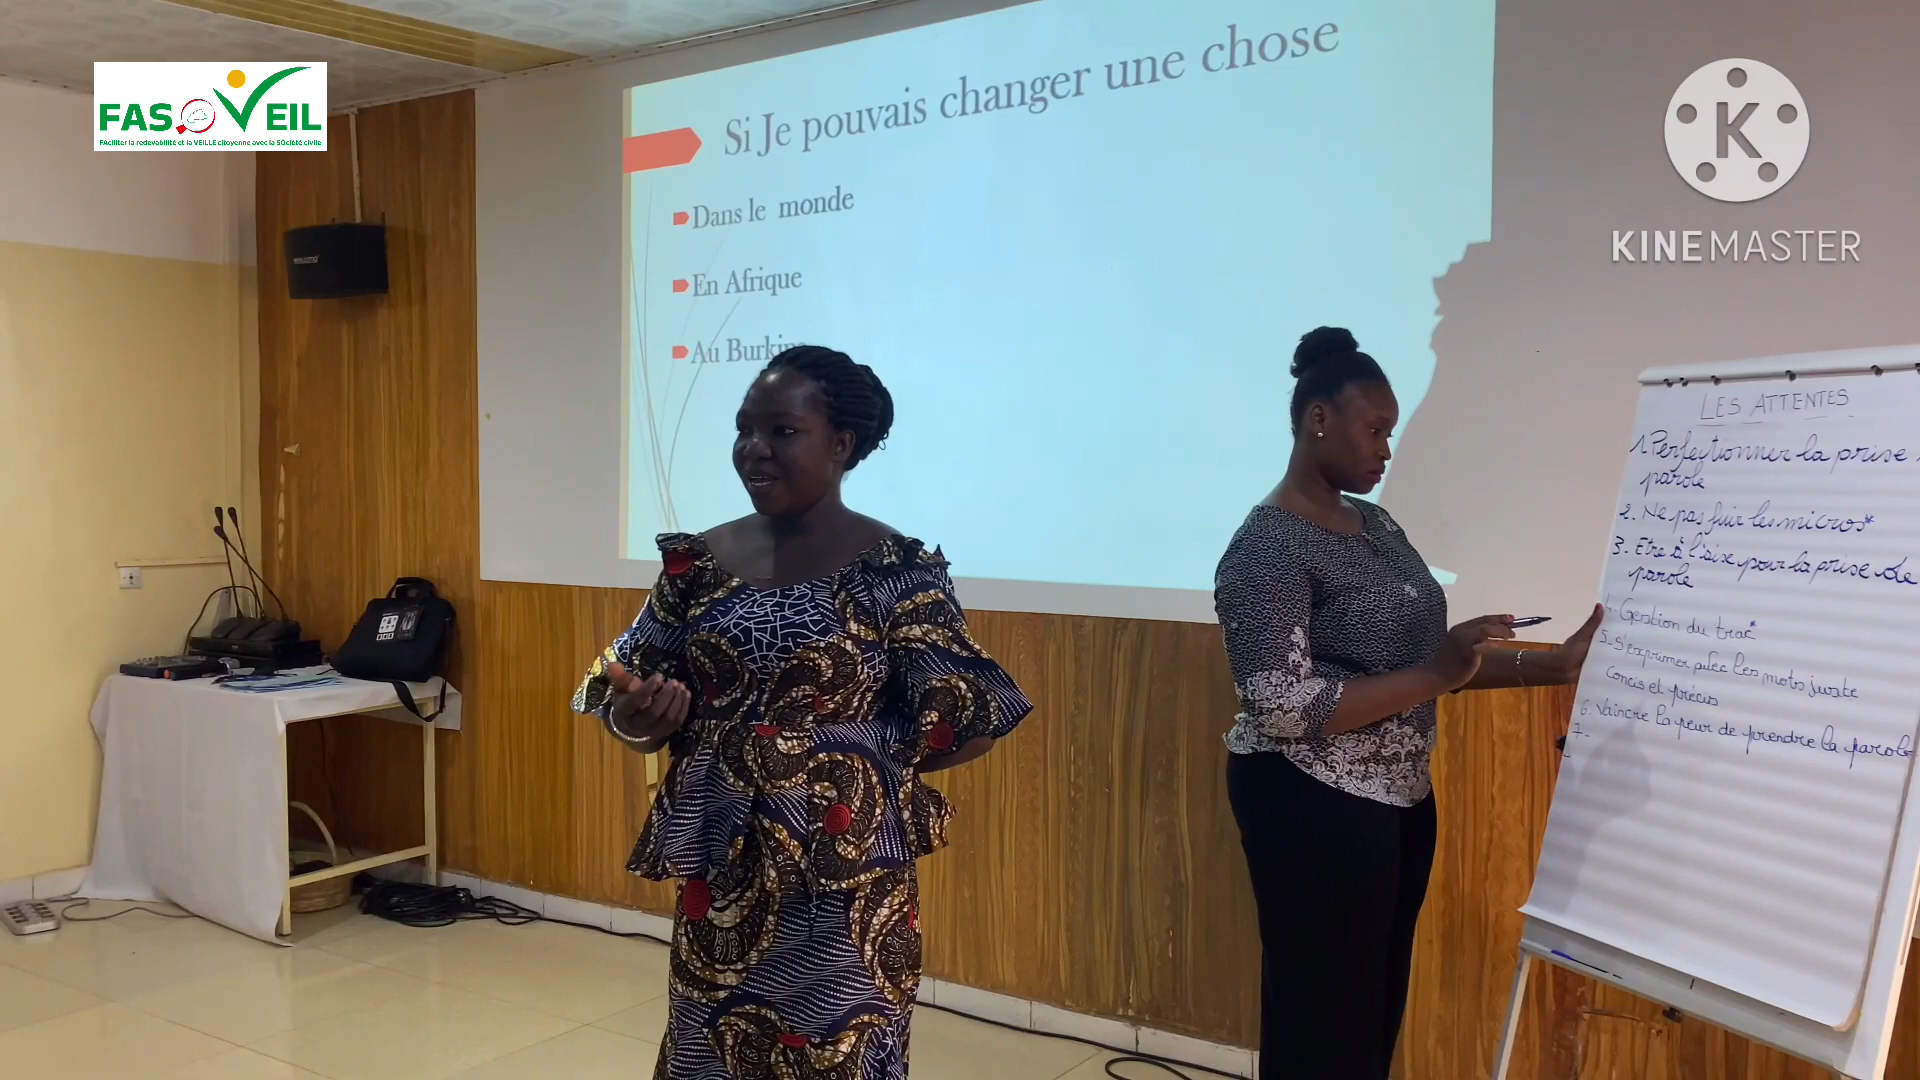 FASOVEIL
FAciliter la redevabilité et la VEILLE citoyenne avec la SOciété civile
K
KINEMASTER
Si Je pouvais changer une chose
Dans le monde
En Afrique
Au Burkina
LES ATTENTES
1. Perfectionner la prise
parole
2. Ne pas fuir les micros*
3. Etre à l'aise pour la prise de
parole
4. Gestion du trac*
5. S'exprimer avec les mots juste
concis et précis
6. Vaincre la peur de prendre la parole
7-